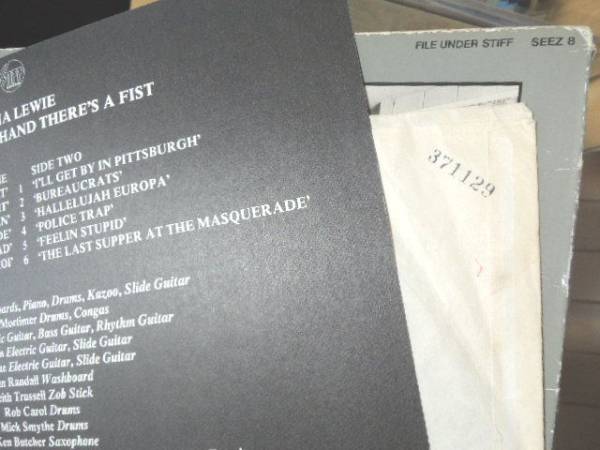 FILE UNDER STIFF SEEZ 8
STIFF
LEWIE
HAND THERE'S A FIST
SIDE TWO
1 'I'LL GET BY IN PITTSBURGH'
2 'BUREAUCRATS'
3 'HALLELUJAH EUROPA'
4 'POLICE TRAP'
5 'FEELIN STUPID'
6 'THE LAST SUPPER AT THE MASQUERADE'
Piano, Drums, Kazoo, Slide Guitar
Mortimer Drums, Congas
Guitar, Bass Guitar, Rhythm Guitar
Electric Guitar, Slide Guitar
Electric Guitar, Slide Guitar
Randall Washboard
Trussell Zob Stick
Rob Carol Drums
Mick Smythe Drums
Ken Butcher Saxophone
371129